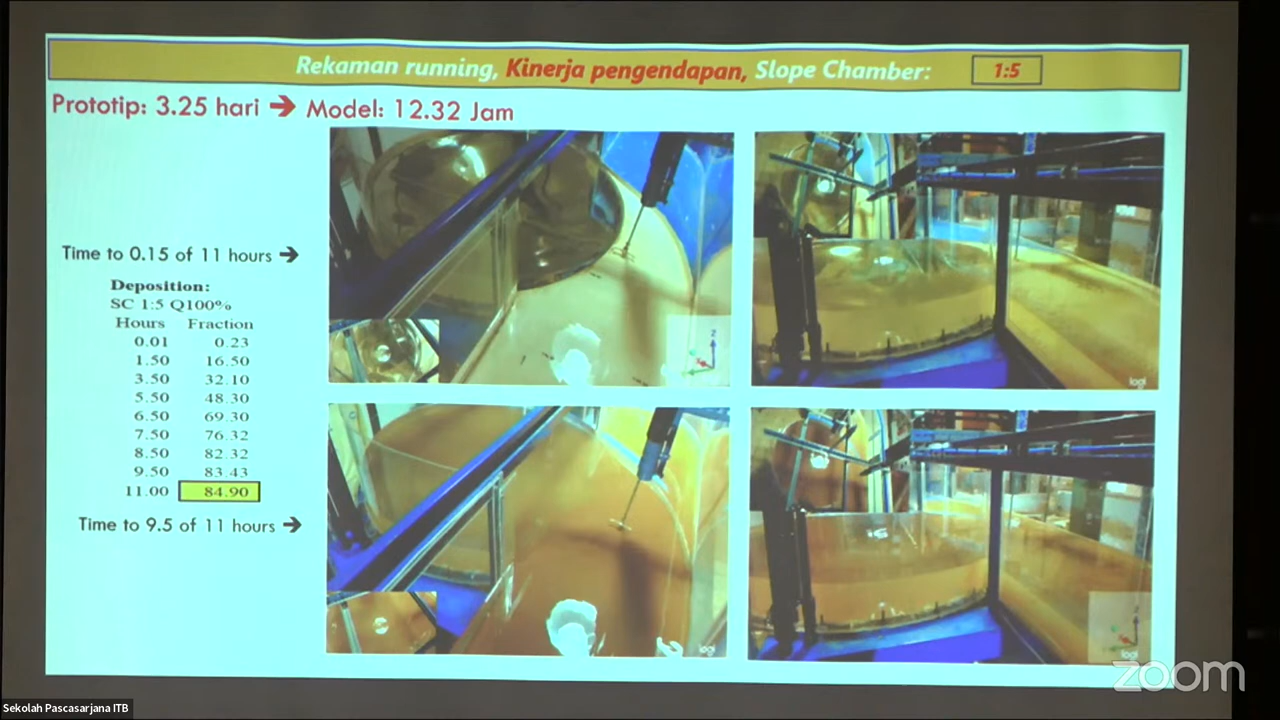 Rekaman running, Kinerja pengendapan, Slope Chamber: 1:5
Prototip: 3.25 hari → Model: 12.32 Jam
Time to 0.15 of 11 hours →
Deposition:
SC 1:5 Q100%
Hours Fraction
0.01 0.23
1.50 16.50
3.50 32.10
5.50 48.30
6.50 69.30
7.50 76.32
8.50 82.32
9.50 83.43
11.00 84.90
Time to 9.5 of 11 hours →
z
logi
logi
logi
zoom
Sekolah Pascasarjana ITB